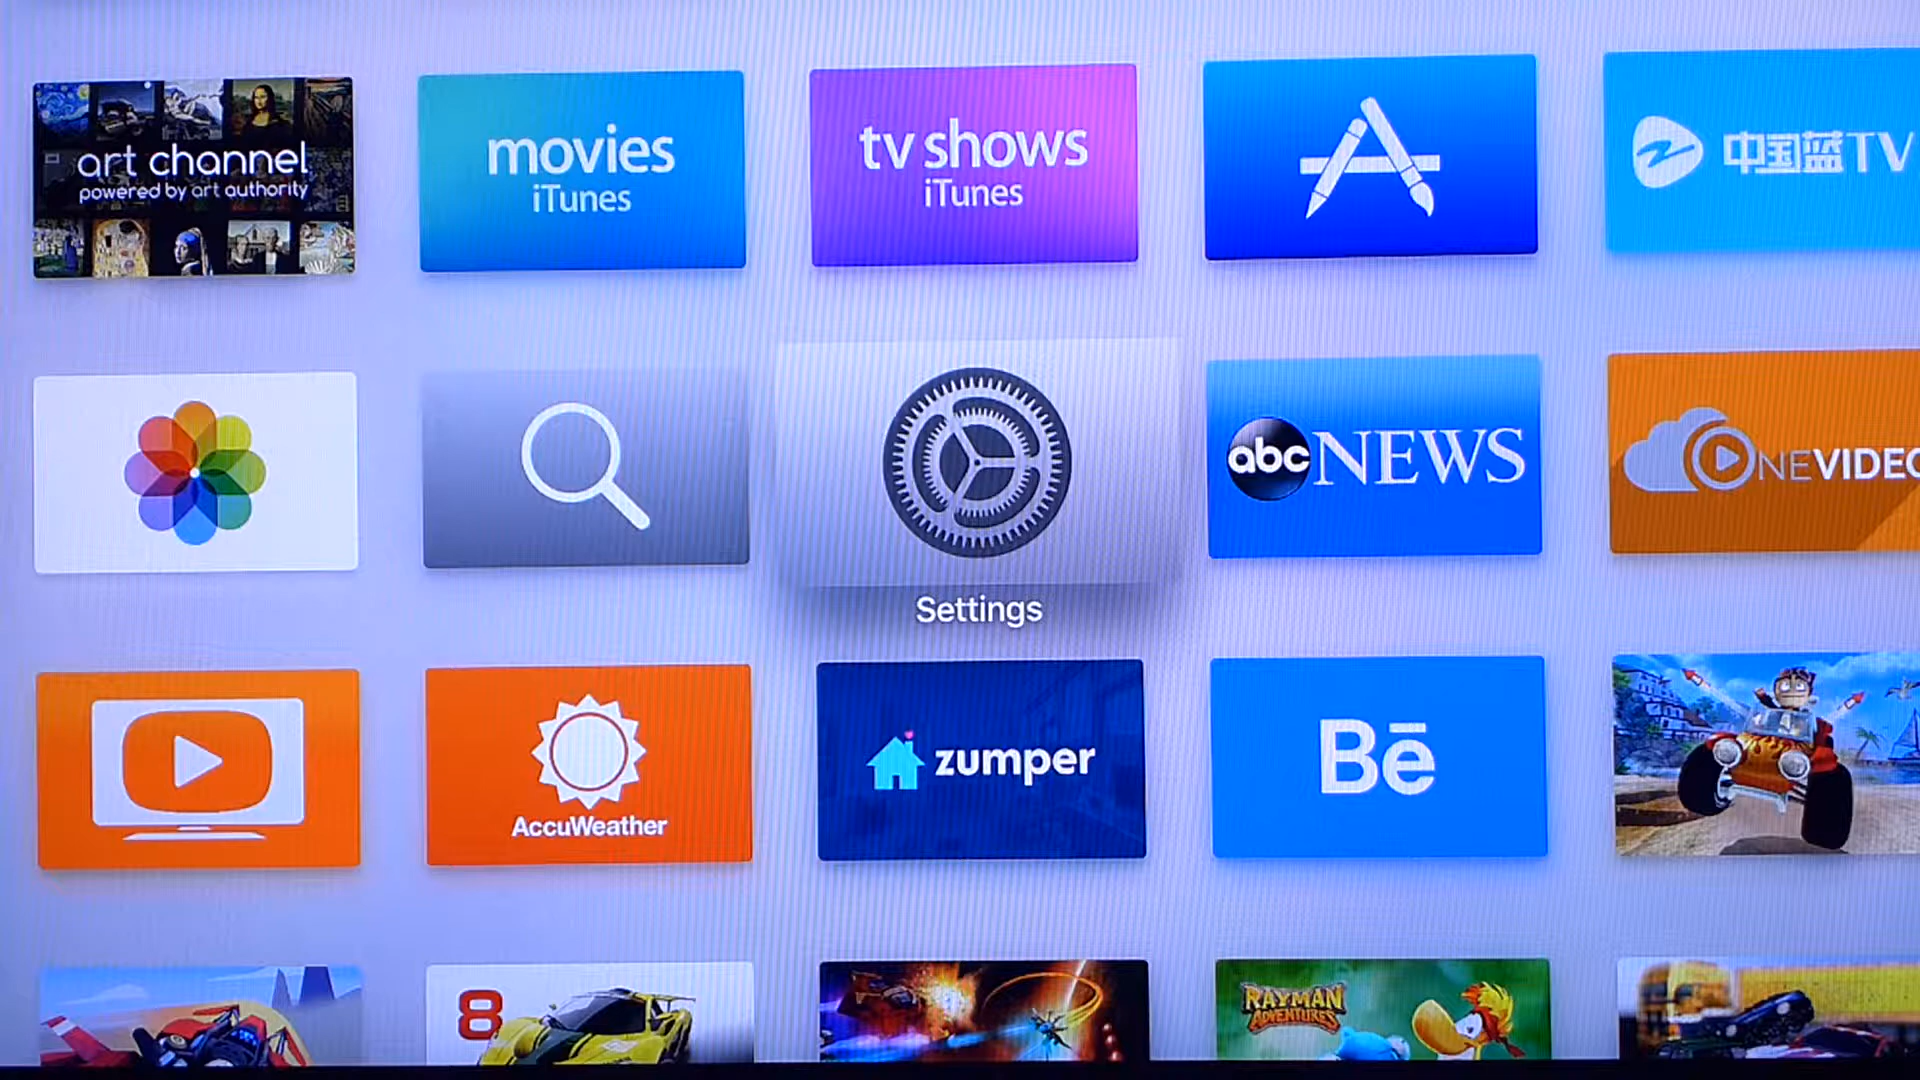 art channel
powered by art authority
movies
iTunes
tv shows
iTunes
中国蓝TV
abc NEWS
ONEVIDEO
Settings
AccuWeather
zumper
Bē
8
RAYMAN
ADVENTURES